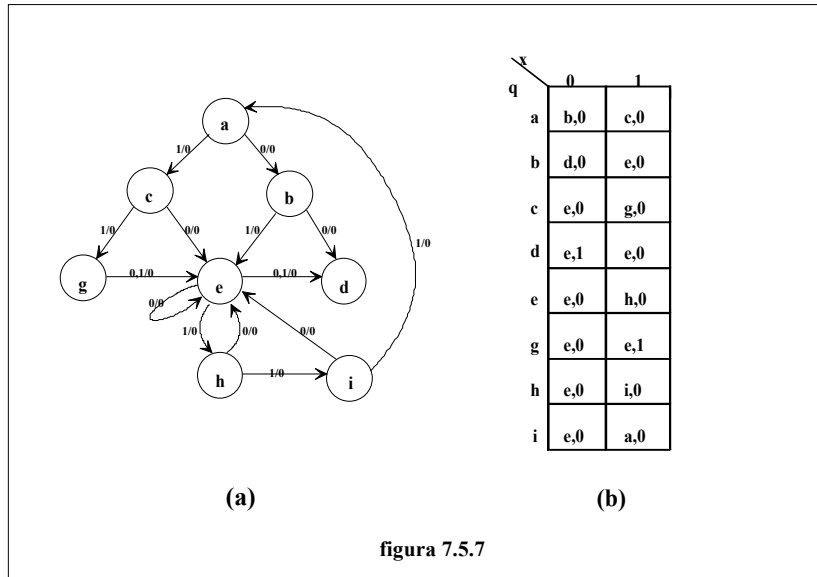 a
1/0 0/0
c b
1/0 0/0 1/0 0/0 1/0
g 0,1/0 e 0,1/0 d
0/0
1/0 0/0 0/0
h 1/0 i
(a)
x
q 0 1
a b,0 c,0
b d,0 e,0
c e,0 g,0
d e,1 e,0
e e,0 h,0
g e,0 e,1
h e,0 i,0
i e,0 a,0
(b)
figura 7.5.7